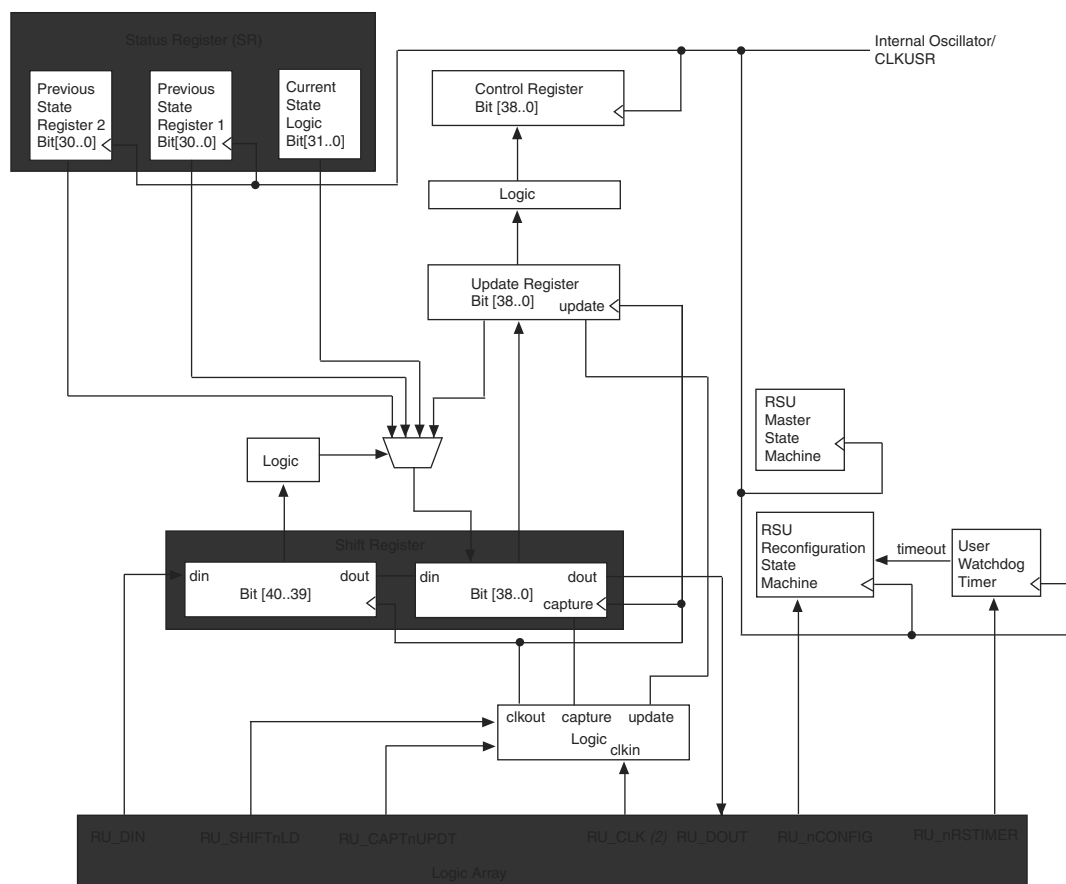 Status Register (SR)
Internal Oscillator/
CLKUSR
Previous
State
Register 2
Bit[30..0]
Previous
State
Register 1
Bit[30..0]
Current
State
Logic
Bit[31..0]
Control Register
Bit [38..0]
Logic
Update Register
Bit [38..0]
update
RSU
Master
State
Machine
Logic
RSU
Reconfiguration
State
Machine
timeout
User
Watchdog
Timer
Shift Register
din
dout
Bit [40..39]
din
dout
Bit [38..0]
capture
clkout capture update
Logic
clkin
RU_DIN
RU_SHIFTnLD
RU_CAPTnUPDT
RU_CLK (2)
RU_DOUT
RU_nCONFIG
RU_nRSTIMER
Logic Array